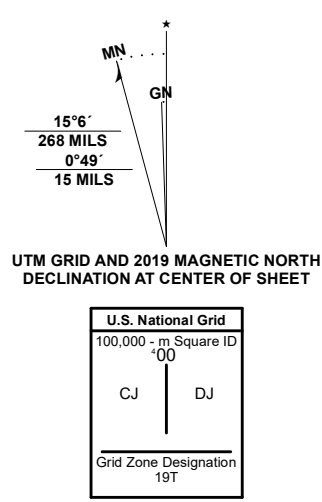 ★
MN
GN
15°6´
268 MILS
0°49´
15 MILS
UTM GRID AND 2019 MAGNETIC NORTH
DECLINATION AT CENTER OF SHEET
U.S. National Grid
100,000 - m Square ID
⁴00
CJ DJ
Grid Zone Designation
19T